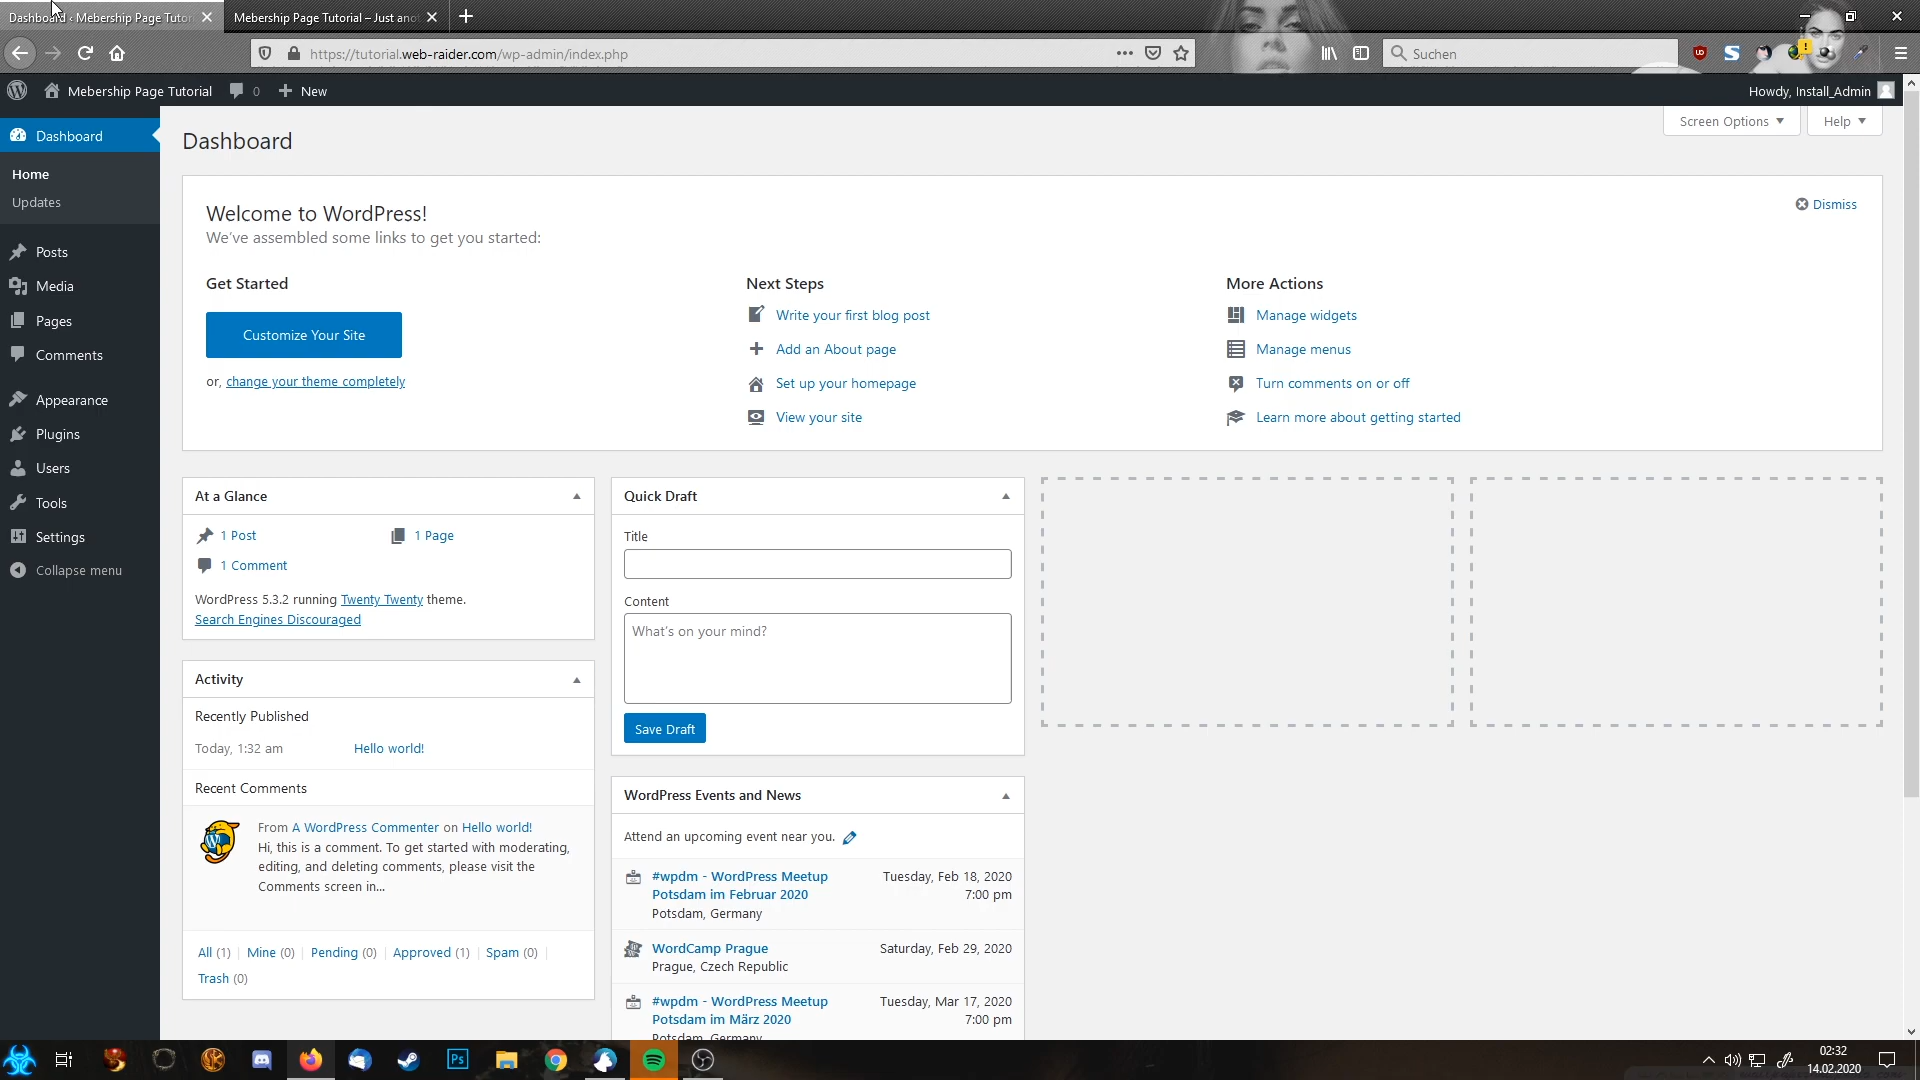 Dashboard ‹ Mebership Page Tutor
Mebership Page Tutorial – Just ano
https://tutorial.web-raider.com/wp-admin/index.php
Suchen
Mebership Page Tutorial
0
New
Howdy, Install_Admin
Dashboard
Home
Updates
Posts
Media
Pages
Comments
Appearance
Plugins
Users
Tools
Settings
Collapse menu
Dashboard
Screen Options
Help
Welcome to WordPress!
We've assembled some links to get you started:
Dismiss
Get Started
Customize Your Site
or, change your theme completely
Next Steps
Write your first blog post
Add an About page
Set up your homepage
View your site
More Actions
Manage widgets
Manage menus
Turn comments on or off
Learn more about getting started
At a Glance
1 Post
1 Page
1 Comment
WordPress 5.3.2 running Twenty Twenty theme.
Search Engines Discouraged
Activity
Recently Published
Today, 1:32 am
Hello world!
Recent Comments
From A WordPress Commenter on Hello world!
Hi, this is a comment. To get started with moderating,
editing, and deleting comments, please visit the
Comments screen in...
All (1) | Mine (0) | Pending (0) | Approved (1) | Spam (0) |
Trash (0)
Quick Draft
Title
Content
What's on your mind?
Save Draft
WordPress Events and News
Attend an upcoming event near you.
#wpdm - WordPress Meetup
Potsdam im Februar 2020
Potsdam, Germany
Tuesday, Feb 18, 2020
7:00 pm
WordCamp Prague
Prague, Czech Republic
Saturday, Feb 29, 2020
#wpdm - WordPress Meetup
Potsdam im März 2020
Potsdam, Germany
Tuesday, Mar 17, 2020
7:00 pm
Ps
02:32
14.02.2020